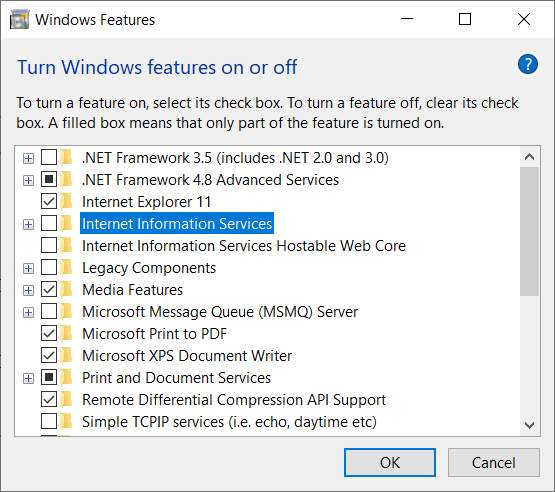 Windows Features
Turn Windows features on or off
To turn a feature on, select its check box. To turn a feature off, clear its check
box. A filled box means that only part of the feature is turned on.
.NET Framework 3.5 (includes .NET 2.0 and 3.0)
.NET Framework 4.8 Advanced Services
Internet Explorer 11
Internet Information Services
Internet Information Services Hostable Web Core
Legacy Components
Media Features
Microsoft Message Queue (MSMQ) Server
Microsoft Print to PDF
Microsoft XPS Document Writer
Print and Document Services
Remote Differential Compression API Support
Simple TCPIP services (i.e. echo, daytime etc)
OK Cancel